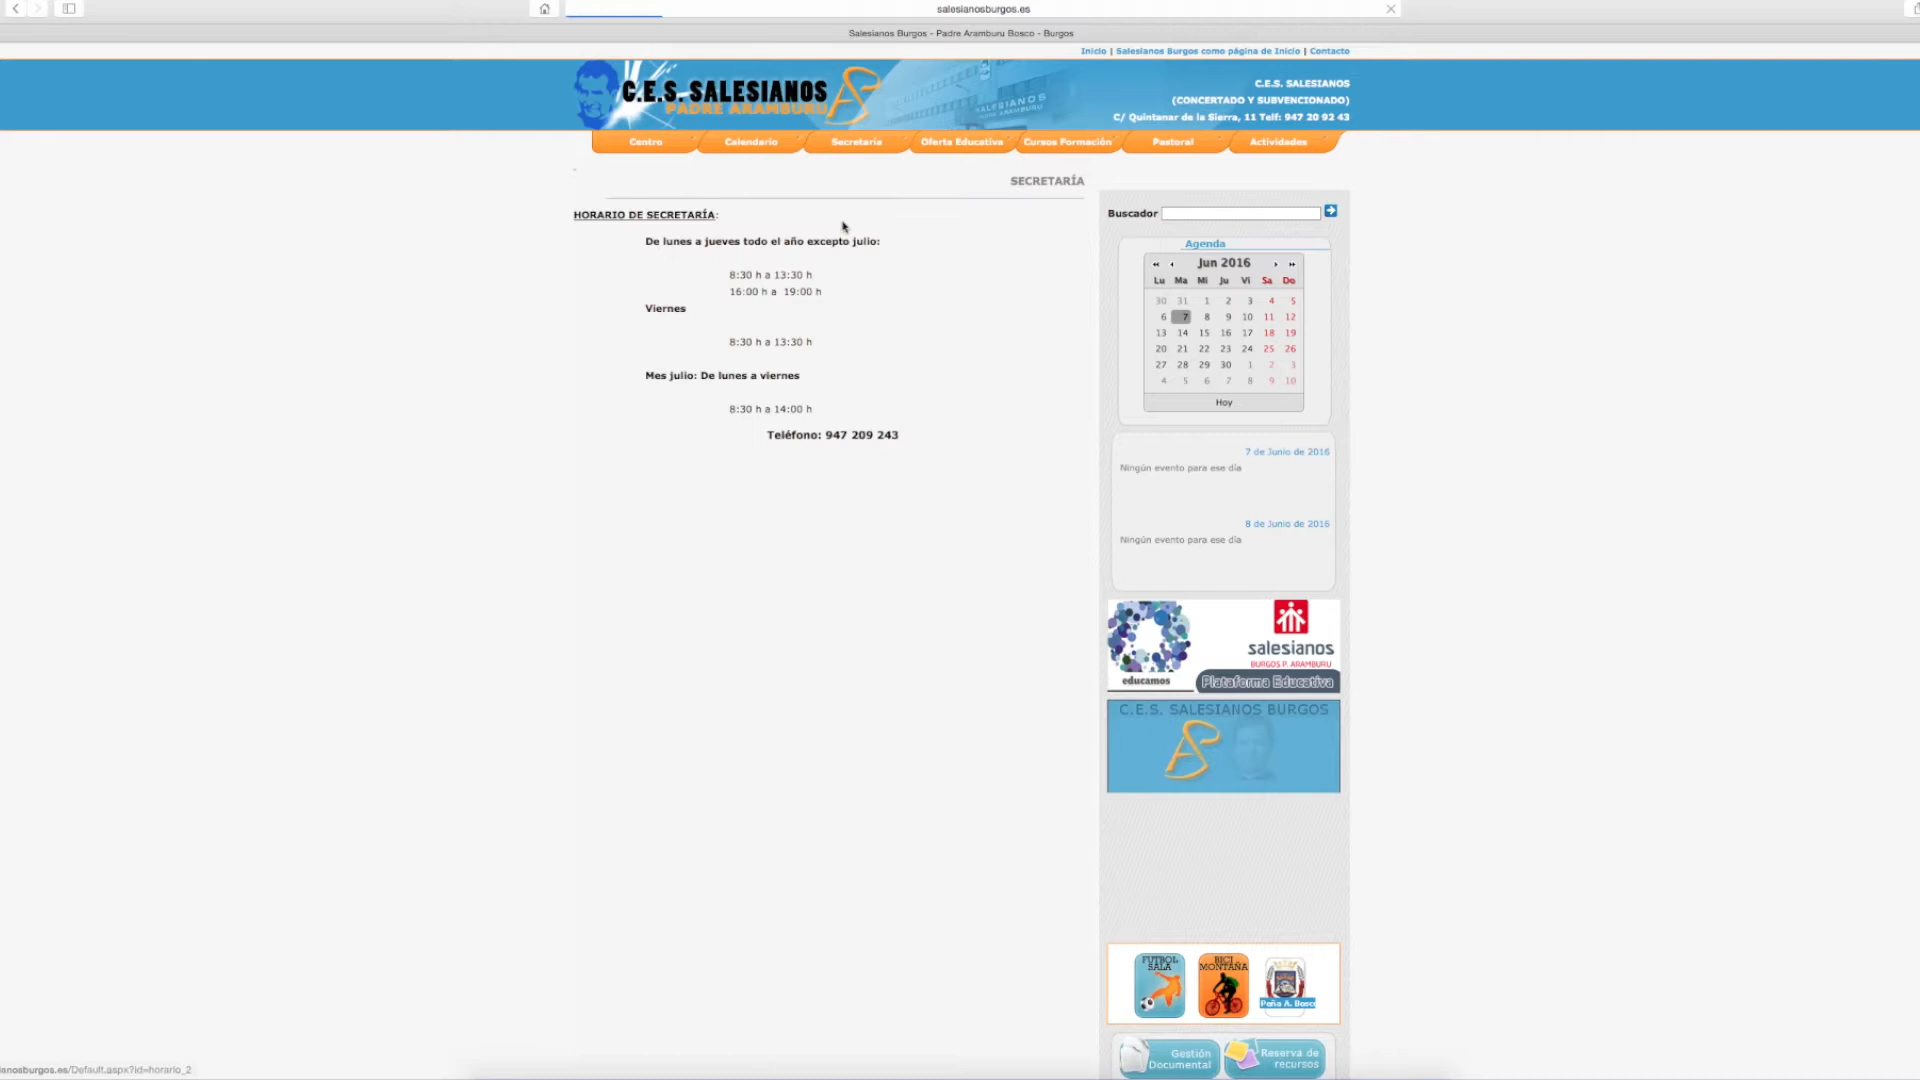 salesianosburgos.es
Salesianos Burgos - Padre Aramburu Bosco - Burgos
Inicio | Salesianos Burgos como página de Inicio | Contacto
C.E.S. SALESIANOS
PADRE ARAMBURU
SALESIANOS
C.E.S. SALESIANOS
(CONCERTADO Y SUBVENCIONADO)
C/ Quintanar de la Sierra, 11 Telf: 947 20 92 43
Centro Calendario Secretaría Oferta Educativa Cursos Formación Pastoral Actividades
SECRETARÍA
HORARIO DE SECRETARÍA:
De lunes a jueves todo el año excepto julio:
8:30 h a 13:30 h
16:00 h a 19:00 h
Viernes
8:30 h a 13:30 h
Mes julio: De lunes a viernes
8:30 h a 14:00 h
Teléfono: 947 209 243
Buscador
Agenda
Jun 2016
Lu Ma Mi Ju Vi Sa Do
30 31 1 2 3 4 5
6 7 8 9 10 11 12
13 14 15 16 17 18 19
20 21 22 23 24 25 26
27 28 29 30 1 2 3
4 5 6 7 8 9 10
Hoy
7 de Junio de 2016
Ningún evento para ese día
8 de Junio de 2016
Ningún evento para ese día
salesianos
BURGOS P. ARAMBURU
educamos
Plataforma Educativa
C.E.S. SALESIANOS BURGOS
FUTBOL
SALA
BICI
MONTAÑA
Peña A. Bosco
Gestión
Documental
Reserva de
recursos
anosburgos.es/Default.aspx?id=horario_2